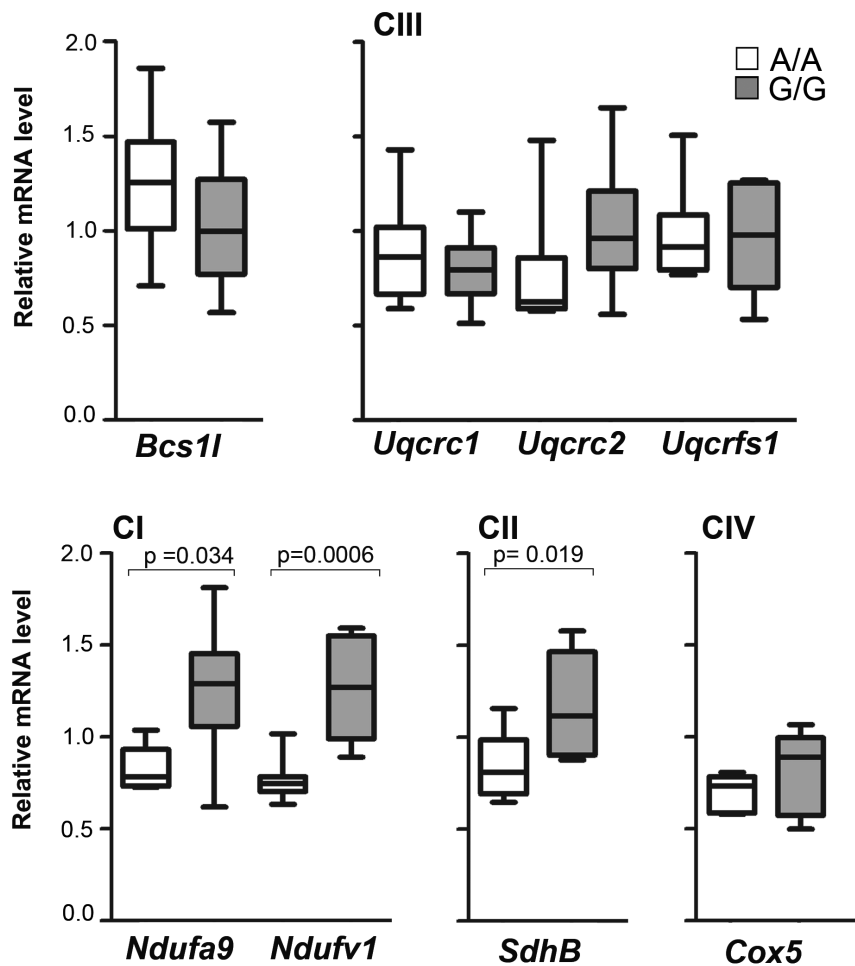 CIII
A/A
G/G
Relative mRNA level
2.0
1.5
1.0
0.5
0.0
Bcs1l
Uqcrc1 Uqcrc2 Uqcrfs1
CI
CII
CIV
p =0.034
p=0.0006
p= 0.019
Relative mRNA level
2.0
1.5
1.0
0.5
0.0
Ndufa9 Ndufv1
SdhB
Cox5